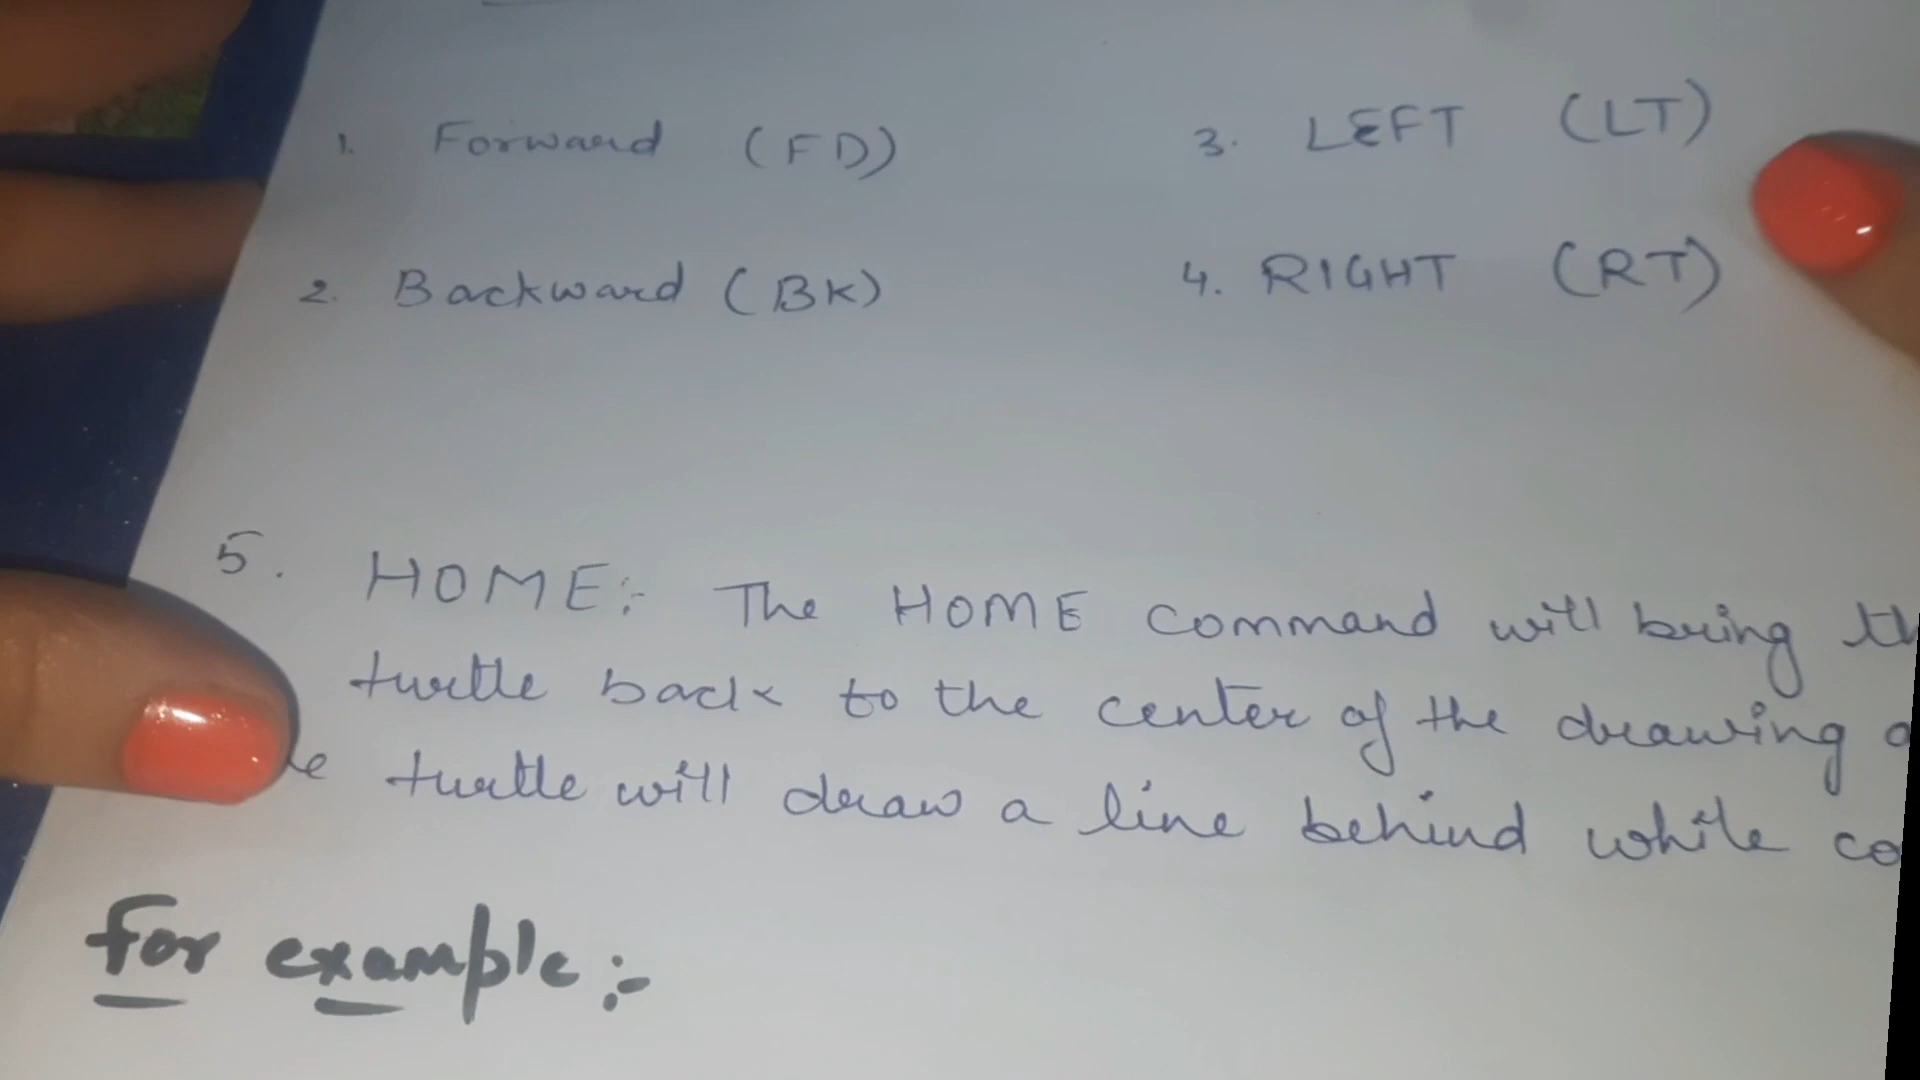 1. Forward (FD)
2. Backward (BK)
3. LEFT (LT)
4. RIGHT (RT)
5. HOME:- The HOME command will bring
turtle back to the center of the drawing
turtle will draw a line behind while
For example:-